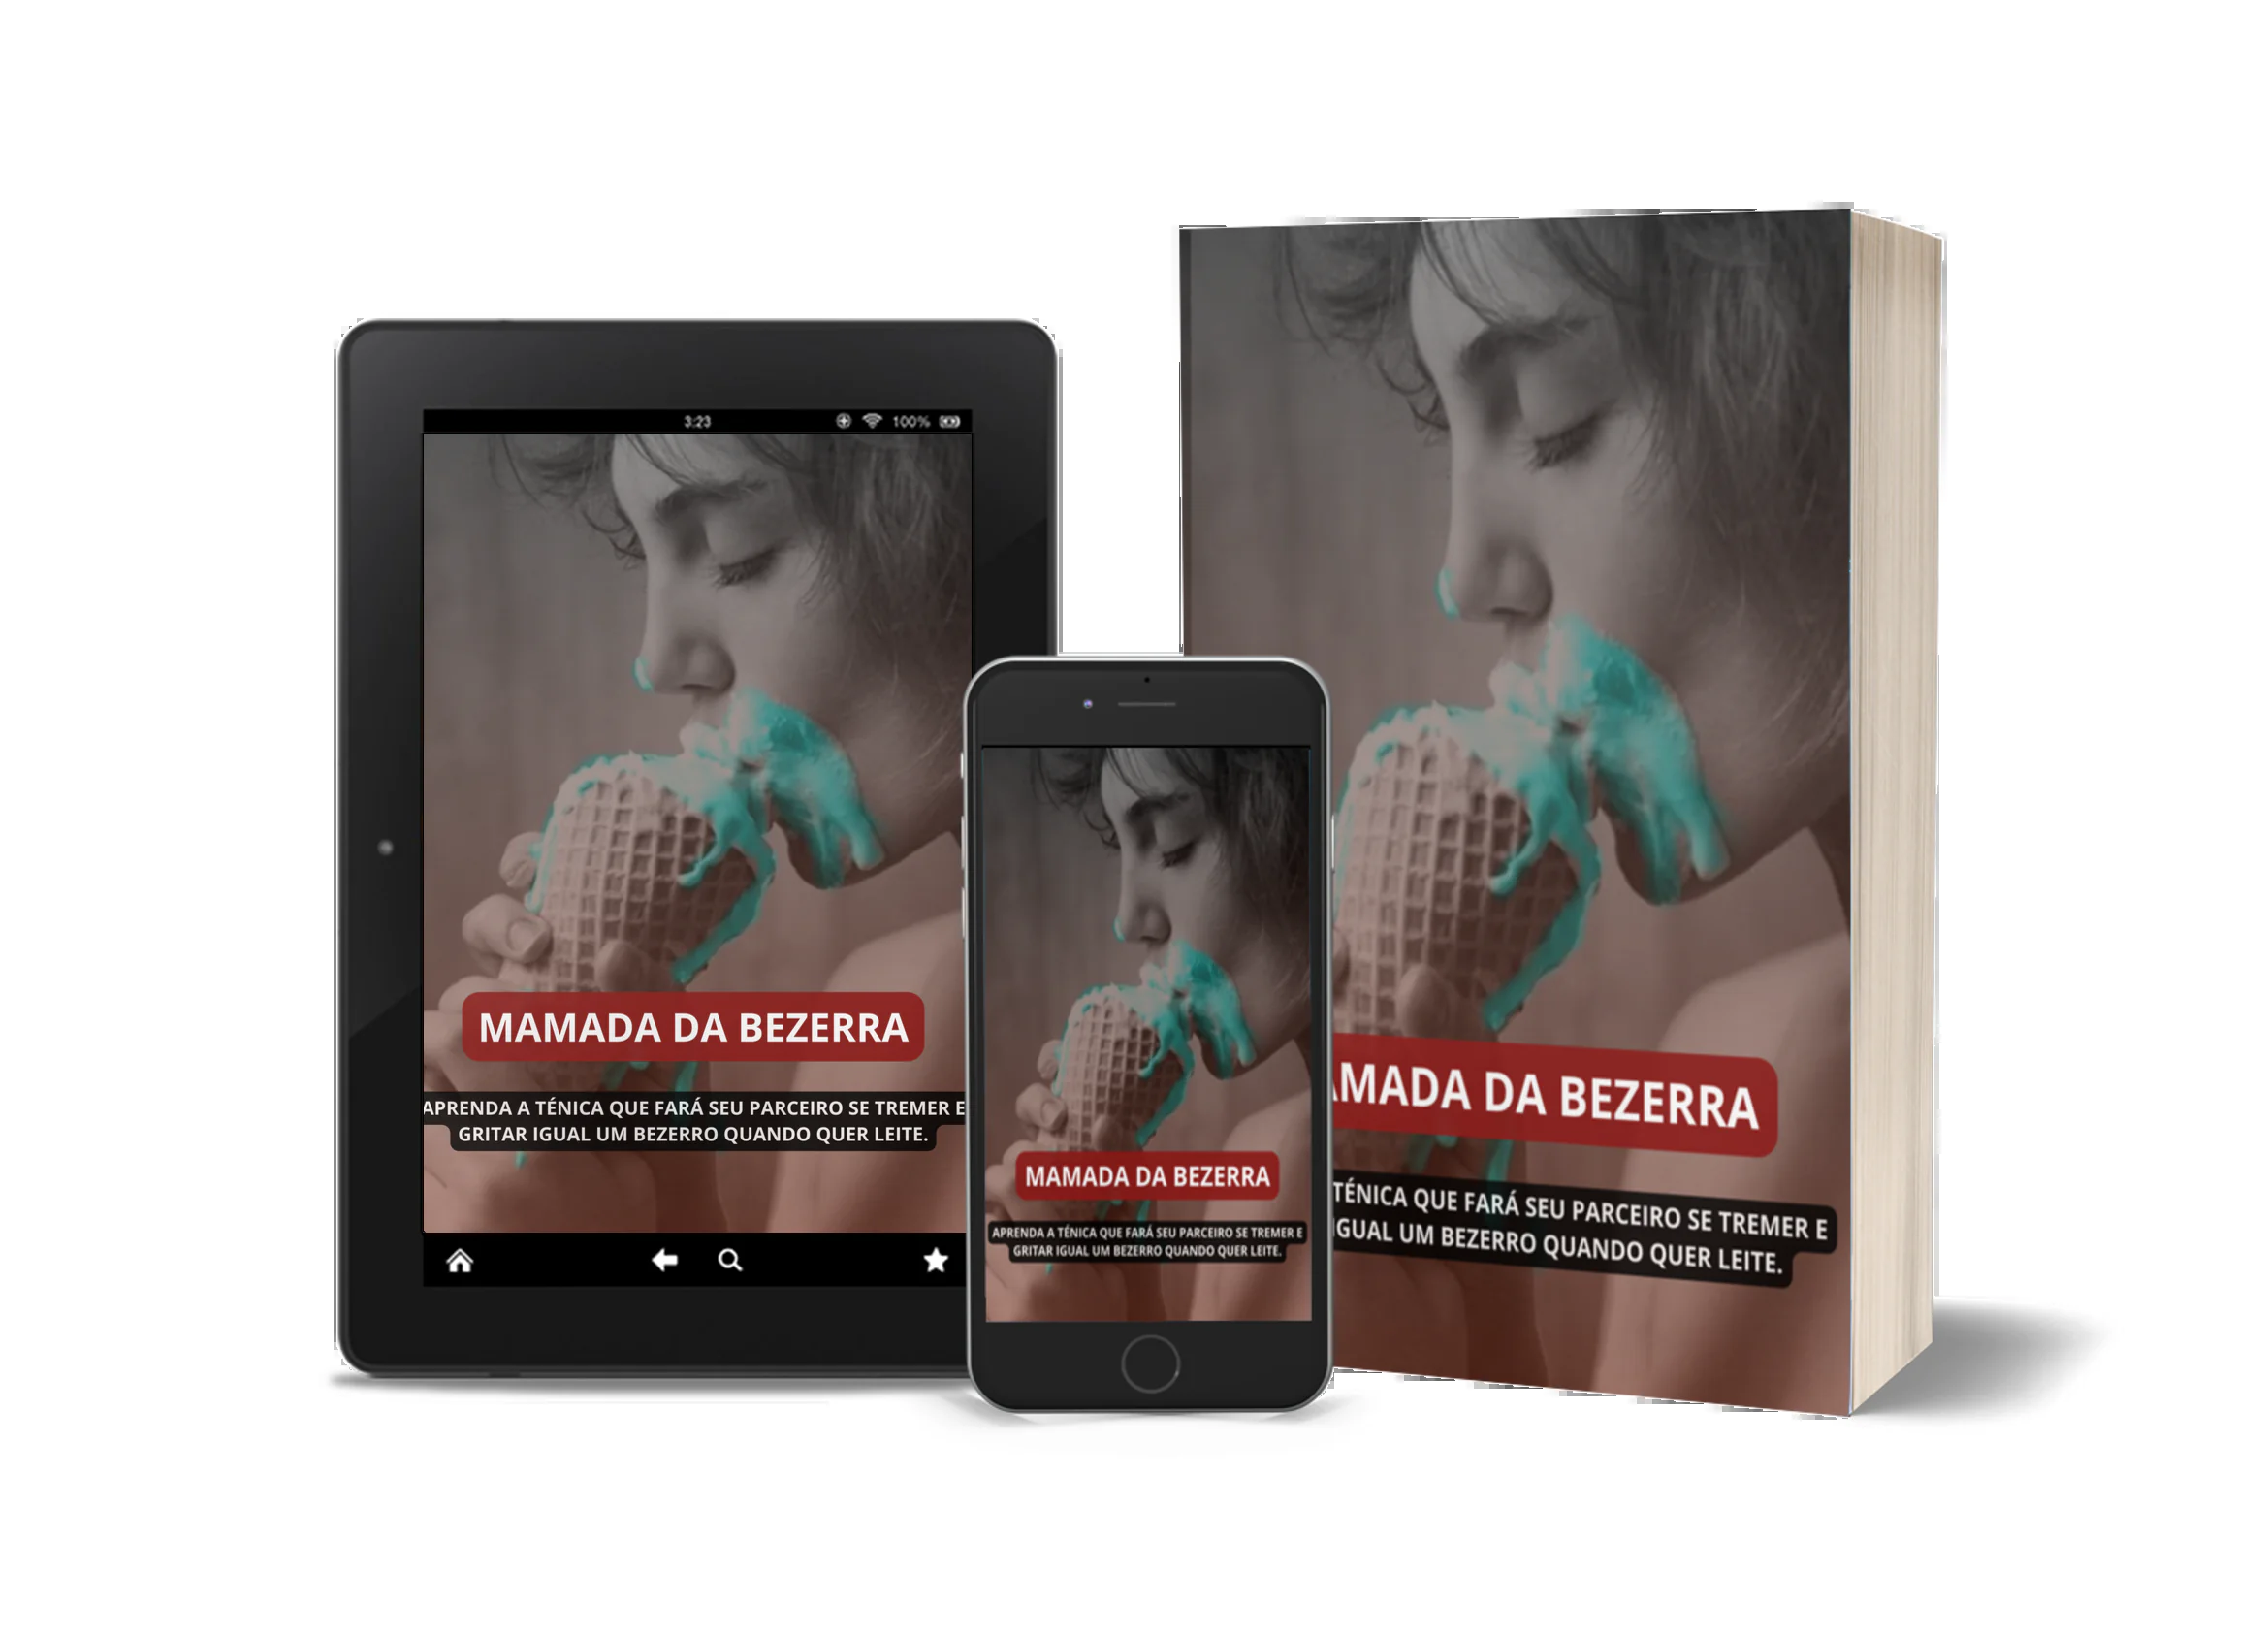 3:23
100%
MAMADA DA BEZERRA
APRENDA A TÉNICA QUE FARÁ SEU PARCEIRO SE TREMER E
GRITAR IGUAL UM BEZERRO QUANDO QUER LEITE.
MAMADA DA BEZERRA
APRENDA A TÉNICA QUE FARÁ SEU PARCEIRO SE TREMER E
GRITAR IGUAL UM BEZERRO QUANDO QUER LEITE.
AMADA DA BEZERRA
TÉNICA QUE FARÁ SEU PARCEIRO SE TREMER E
IGUAL UM BEZERRO QUANDO QUER LEITE.